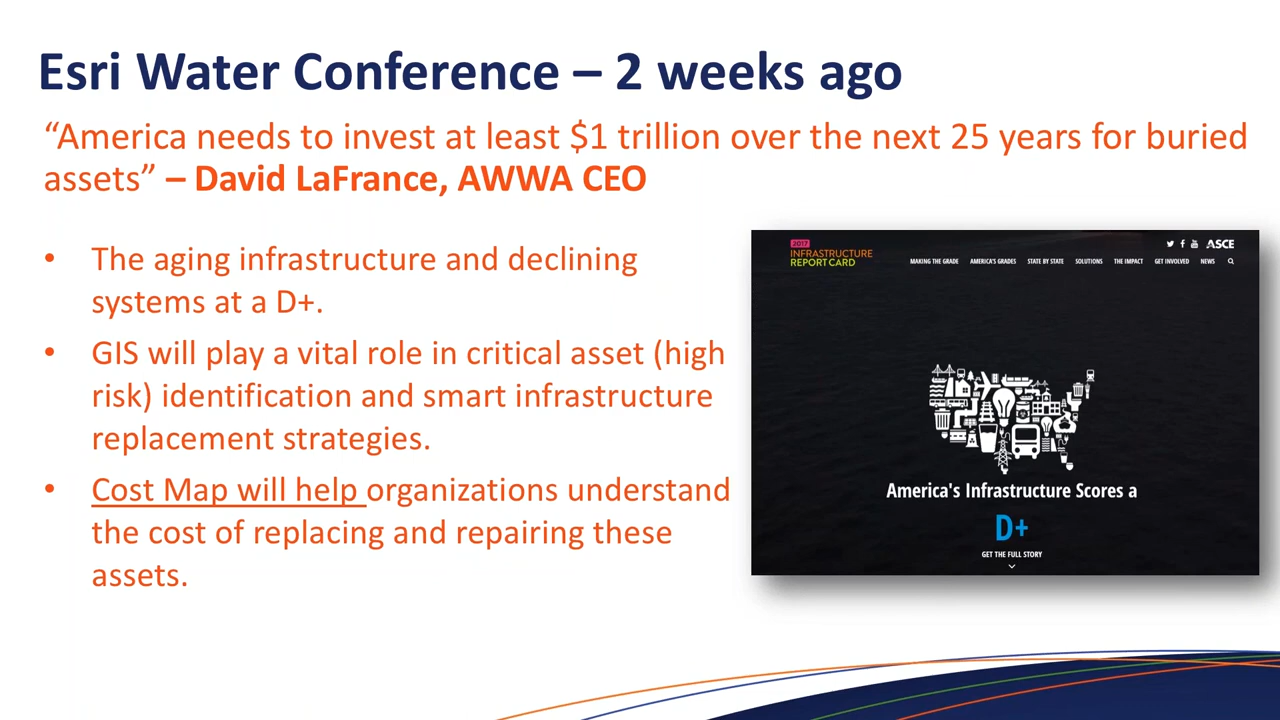 Esri Water Conference – 2 weeks ago
“America needs to invest at least $1 trillion over the next 25 years for buried
assets” – David LaFrance, AWWA CEO
• The aging infrastructure and declining
systems at a D+.
• GIS will play a vital role in critical asset (high
risk) identification and smart infrastructure
replacement strategies.
• Cost Map will help organizations understand
the cost of replacing and repairing these
assets.
2017
INFRASTRUCTURE
REPORT CARD
ASCE
MAKING THE GRADE AMERICA'S GRADES STATE BY STATE SOLUTIONS THE IMPACT GET INVOLVED NEWS
America's Infrastructure Scores a
D+
GET THE FULL STORY